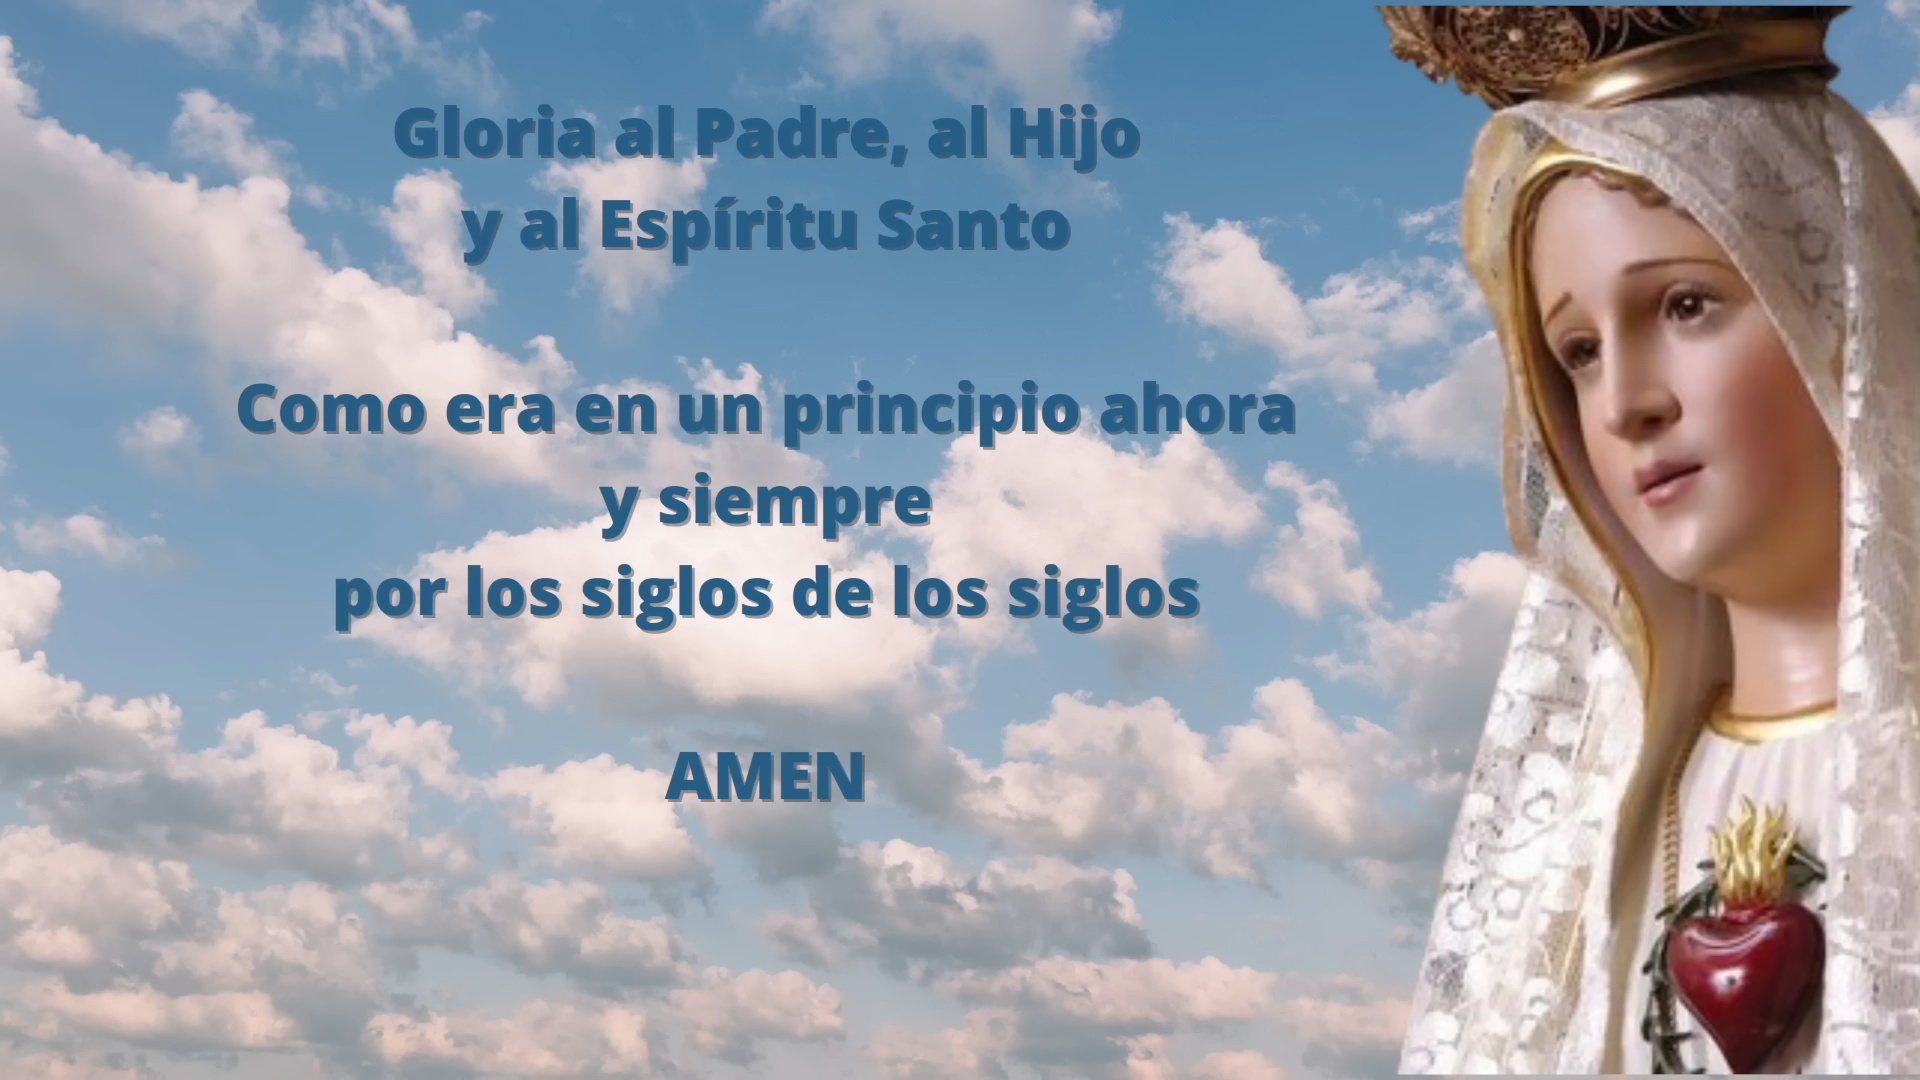 Gloria al Padre, al Hijo
y al Espíritu Santo
Como era en un principio ahora
y siempre
por los siglos de los siglos
AMEN